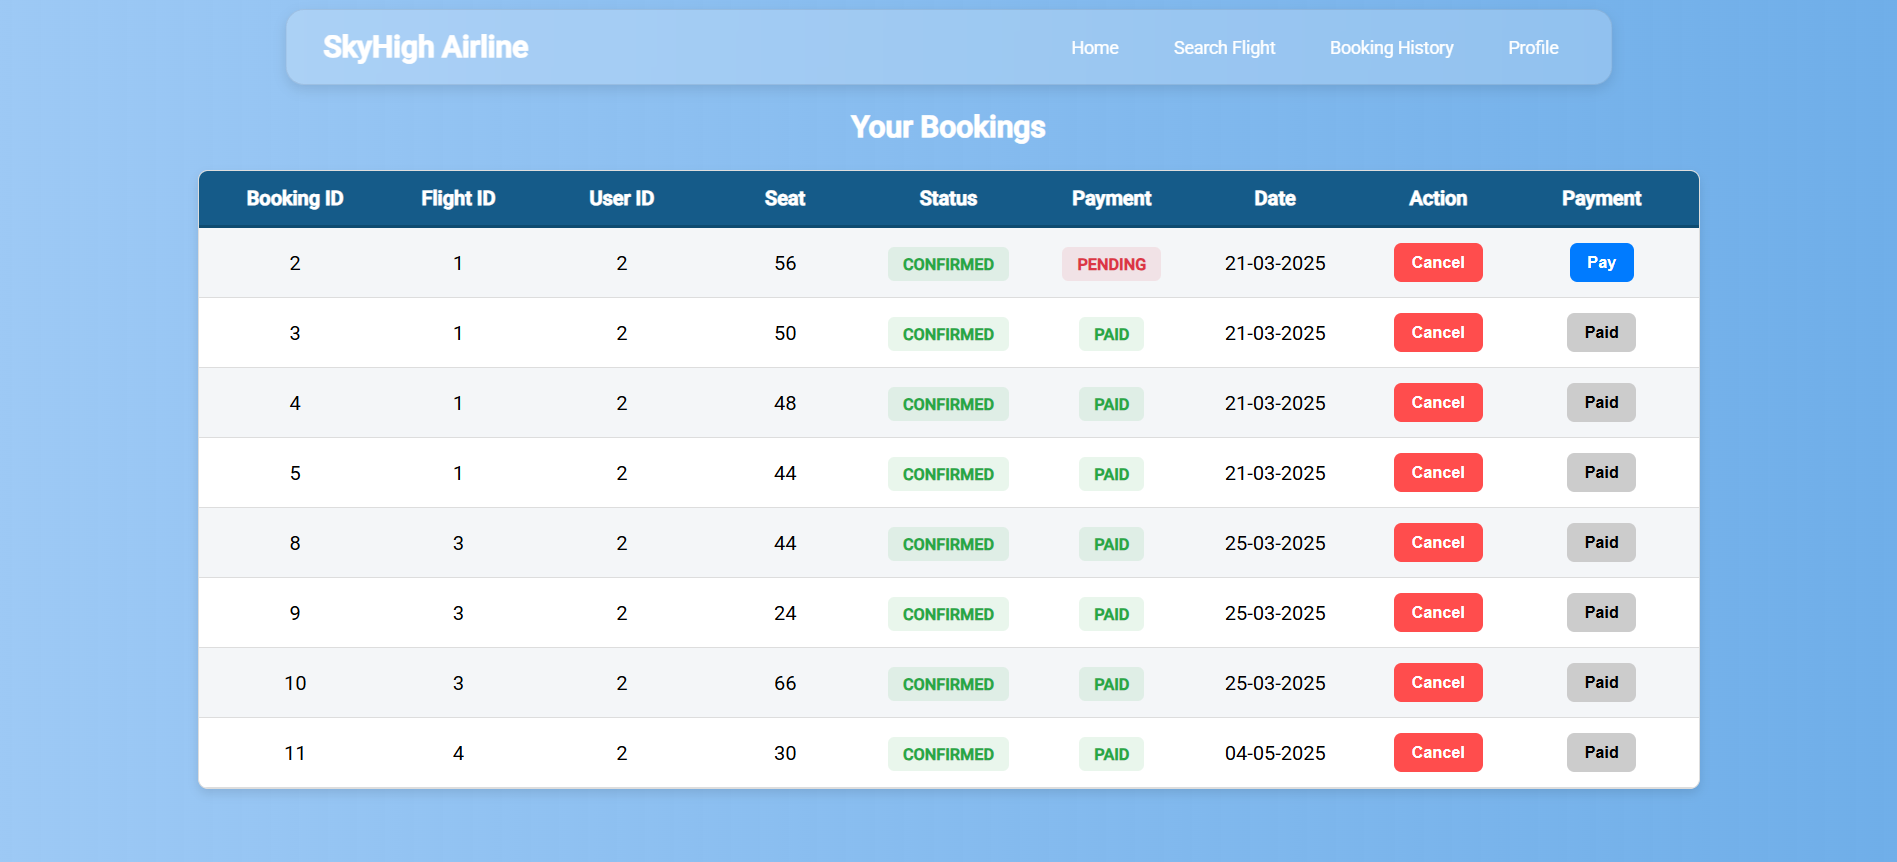 SkyHigh Airline Home Search Flight Booking History Profile
Your Bookings
Booking ID Flight ID User ID Seat Status Payment Date Action Payment
2 1 2 56 CONFIRMED PENDING 21-03-2025 Cancel Pay
3 1 2 50 CONFIRMED PAID 21-03-2025 Cancel Paid
4 1 2 48 CONFIRMED PAID 21-03-2025 Cancel Paid
5 1 2 44 CONFIRMED PAID 21-03-2025 Cancel Paid
8 3 2 44 CONFIRMED PAID 25-03-2025 Cancel Paid
9 3 2 24 CONFIRMED PAID 25-03-2025 Cancel Paid
10 3 2 66 CONFIRMED PAID 25-03-2025 Cancel Paid
11 4 2 30 CONFIRMED PAID 04-05-2025 Cancel Paid